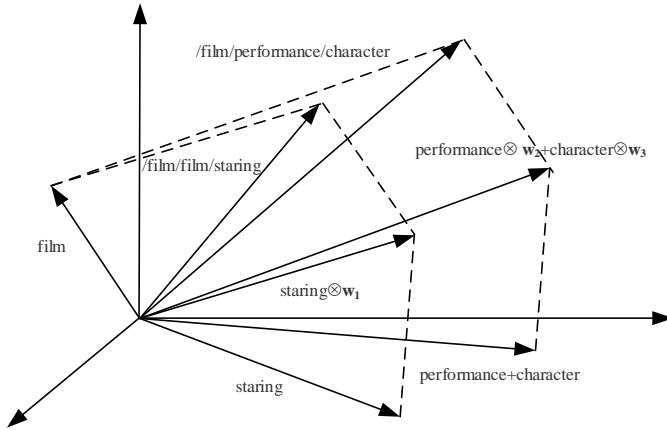 /film/performance/character
/film/film/staring
performance⊗ w₂+character⊗w₃
film
staring⊗w₁
performance+character
staring